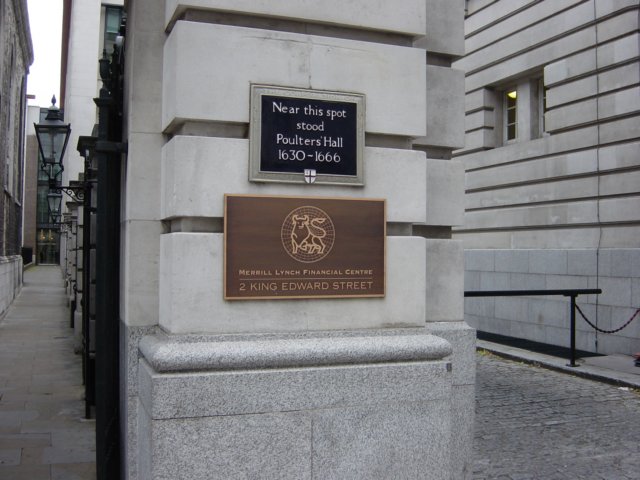 Near this spot
stood
Poulters' Hall
1630-1666
MERRILL LYNCH FINANCIAL CENTRE
2 KING EDWARD STREET